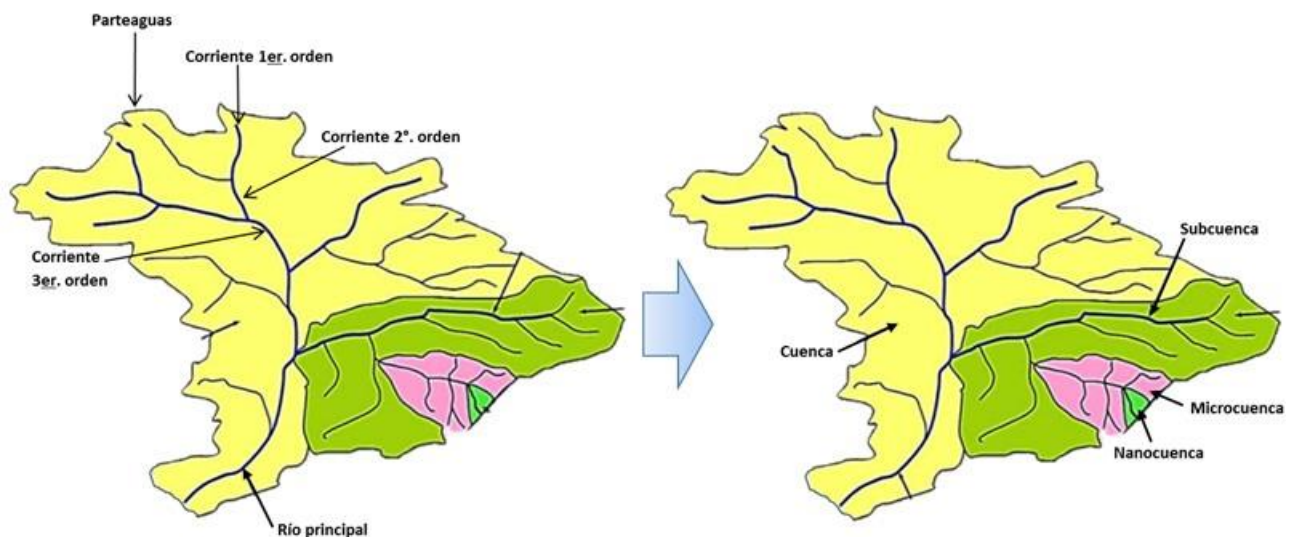 Parteaguas
Corriente 1er. orden
Corriente 2°. orden
Corriente
3er. orden
Río principal
Subcuenca
Cuenca
Microcuenca
Nanocuenca